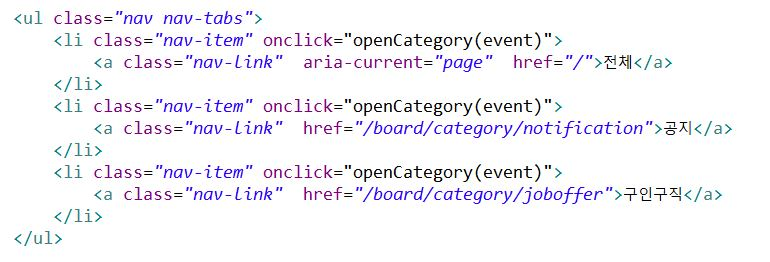 <ul class="nav nav-tabs">
    <li class="nav-item" onclick="openCategory(event)">
        <a class="nav-link"  aria-current="page"  href="/">전체</a>
    </li>
    <li class="nav-item" onclick="openCategory(event)">
        <a class="nav-link"  href="/board/category/notification">공지</a>
    </li>
    <li class="nav-item" onclick="openCategory(event)">
        <a class="nav-link"  href="/board/category/joboffer">구인구직</a>
    </li>
</ul>